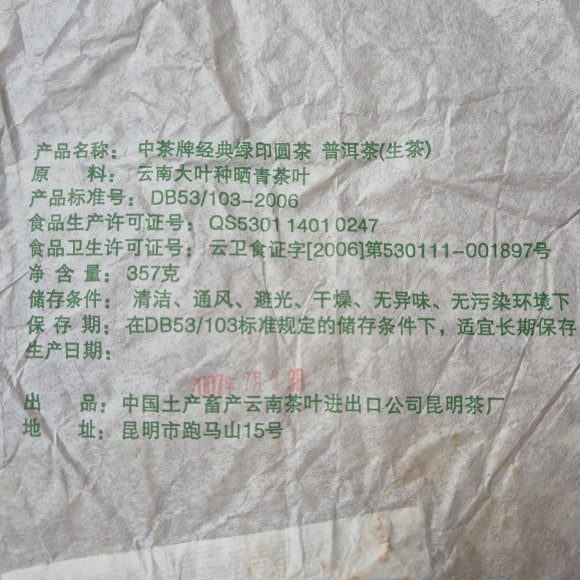 产品名称： 中茶牌经典绿印圆茶 普洱茶(生茶)
原 料：云南大叶种晒青茶叶
产品标准号：DB53/103-2006
食品生产许可证号：QS5301 1401 0247
食品卫生许可证号：云卫食证字[2006]第530111-001897号
净 含 量：357克
储存条件： 清洁、通风、避光、干燥、无异味、无污染环境下
保 存 期：在DB53/103标准规定的储存条件下，适宜长期保存
生产日期：
2007年
出 品：中国土产畜产云南茶叶进出口公司昆明茶厂
地 址：昆明市跑马山15号